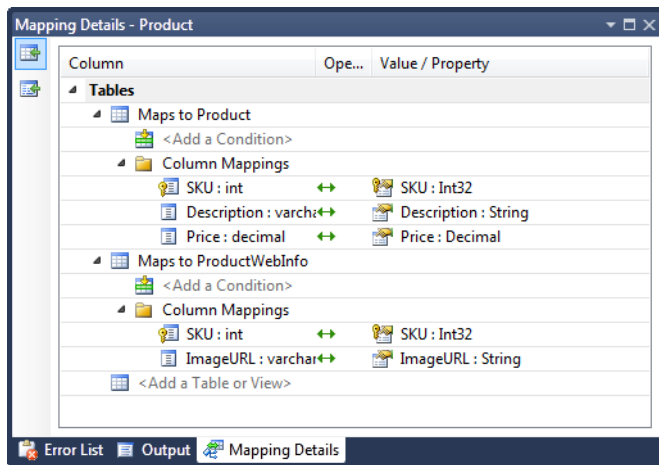 Mapping Details - Product
Column Ope... Value / Property
Tables
Maps to Product
<Add a Condition>
Column Mappings
SKU : int SKU : Int32
Description : varcha Description : String
Price : decimal Price : Decimal
Maps to ProductWebInfo
<Add a Condition>
Column Mappings
SKU : int SKU : Int32
ImageURL : varchar ImageURL : String
<Add a Table or View>
Error List Output Mapping Details